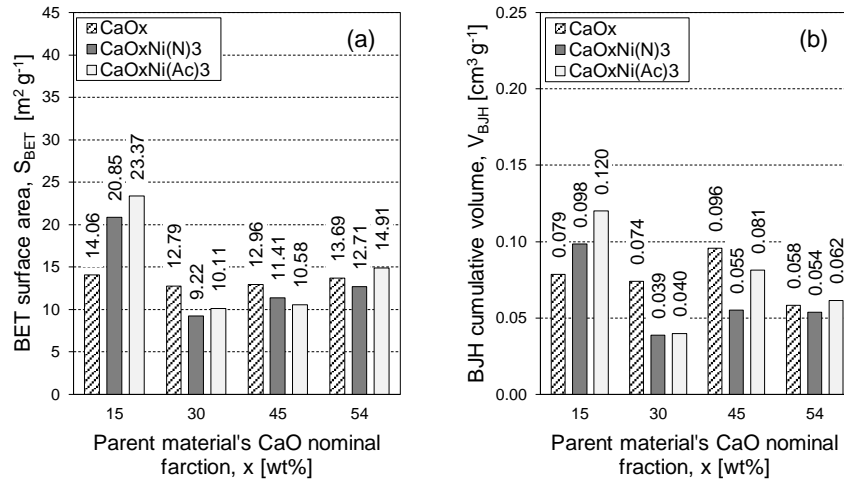 45
40
35
30
25
20
15
10
5
0
BET surface area, S_BET [m² g⁻¹]
CaOx
CaOxNi(N)3
CaOxNi(Ac)3
(a)
14.06
20.85
23.37
12.79
9.22
10.11
12.96
11.41
10.58
13.69
12.71
14.91
15 30 45 54
Parent material's CaO nominal
farction, x [wt%]
0.25
0.20
0.15
0.10
0.05
0.00
BJH cumulative volume, V_BJH [cm³ g⁻¹]
CaOx
CaOxNi(N)3
CaOxNi(Ac)3
(b)
0.079
0.098
0.120
0.074
0.039
0.040
0.096
0.055
0.081
0.058
0.054
0.062
15 30 45 54
Parent material's CaO nominal
fraction, x [wt%]